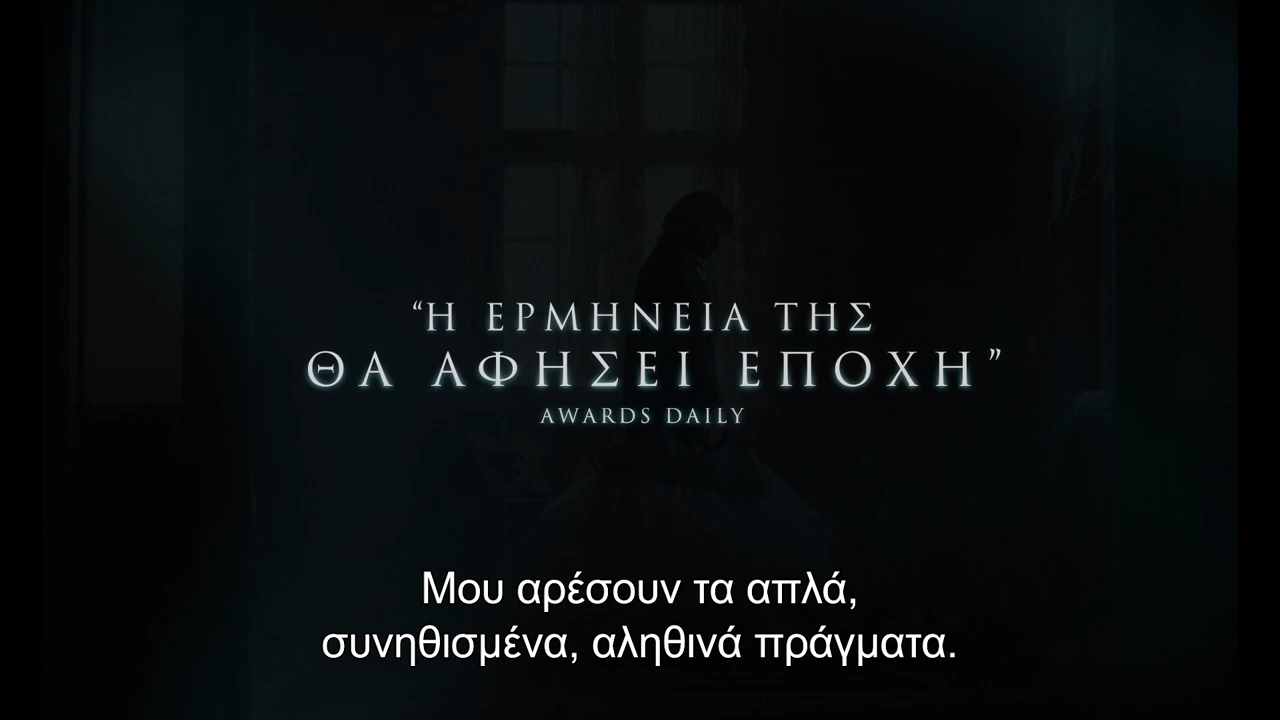 “Η ΕΡΜΗΝΕΙΑ ΤΗΣ
ΘΑ ΑΦΗΣΕΙ ΕΠΟΧΗ”
AWARDS DAILY
Μου αρέσουν τα απλά,
συνηθισμένα, αληθινά πράγματα.